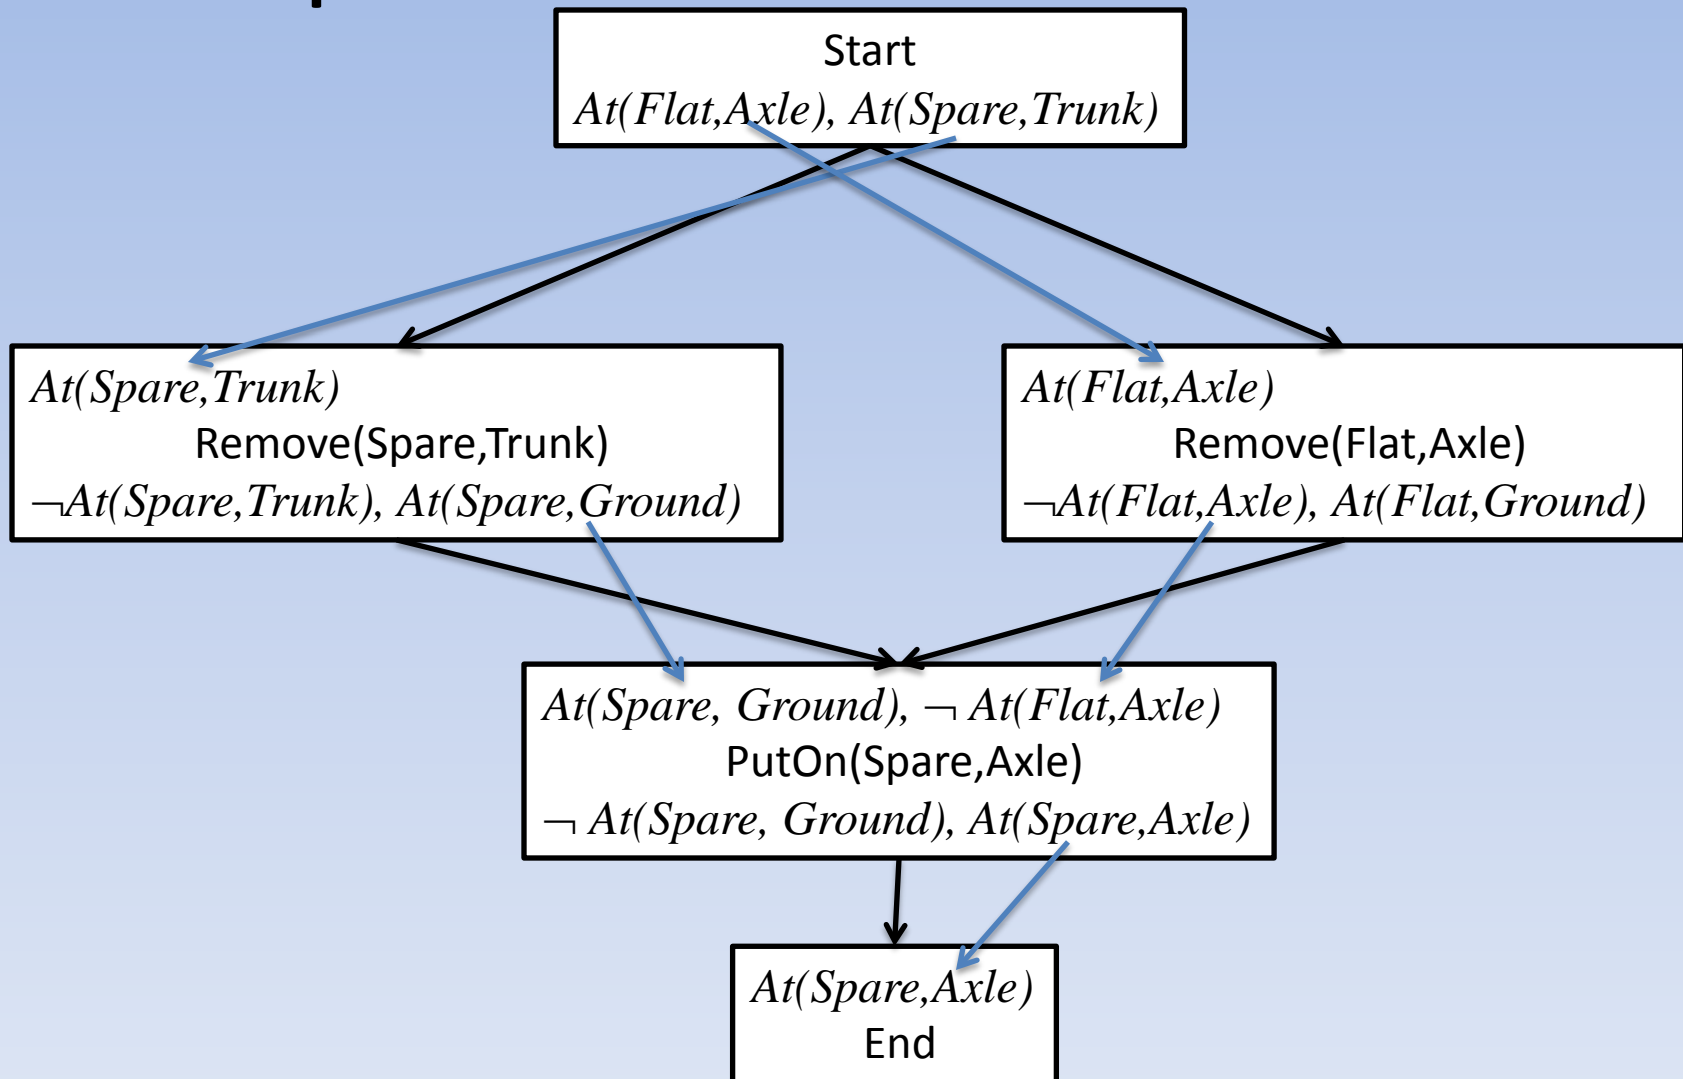 Start
At(Flat,Axle), At(Spare,Trunk)
At(Spare,Trunk)
Remove(Spare,Trunk)
¬At(Spare,Trunk), At(Spare,Ground)
At(Flat,Axle)
Remove(Flat,Axle)
¬At(Flat,Axle), At(Flat,Ground)
At(Spare, Ground), ¬ At(Flat,Axle)
PutOn(Spare,Axle)
¬ At(Spare, Ground), At(Spare,Axle)
At(Spare,Axle)
End